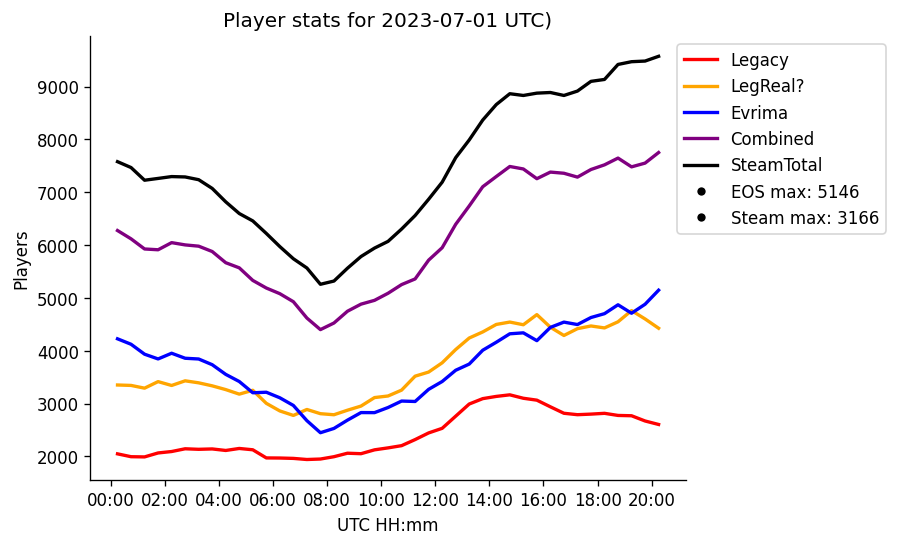 Player stats for 2023-07-01 UTC)
Players
9000
8000
7000
6000
5000
4000
3000
2000
00:00 02:00 04:00 06:00 08:00 10:00 12:00 14:00 16:00 18:00 20:00
UTC HH:mm
Legacy
LegReal?
Evrima
Combined
SteamTotal
EOS max: 5146
Steam max: 3166